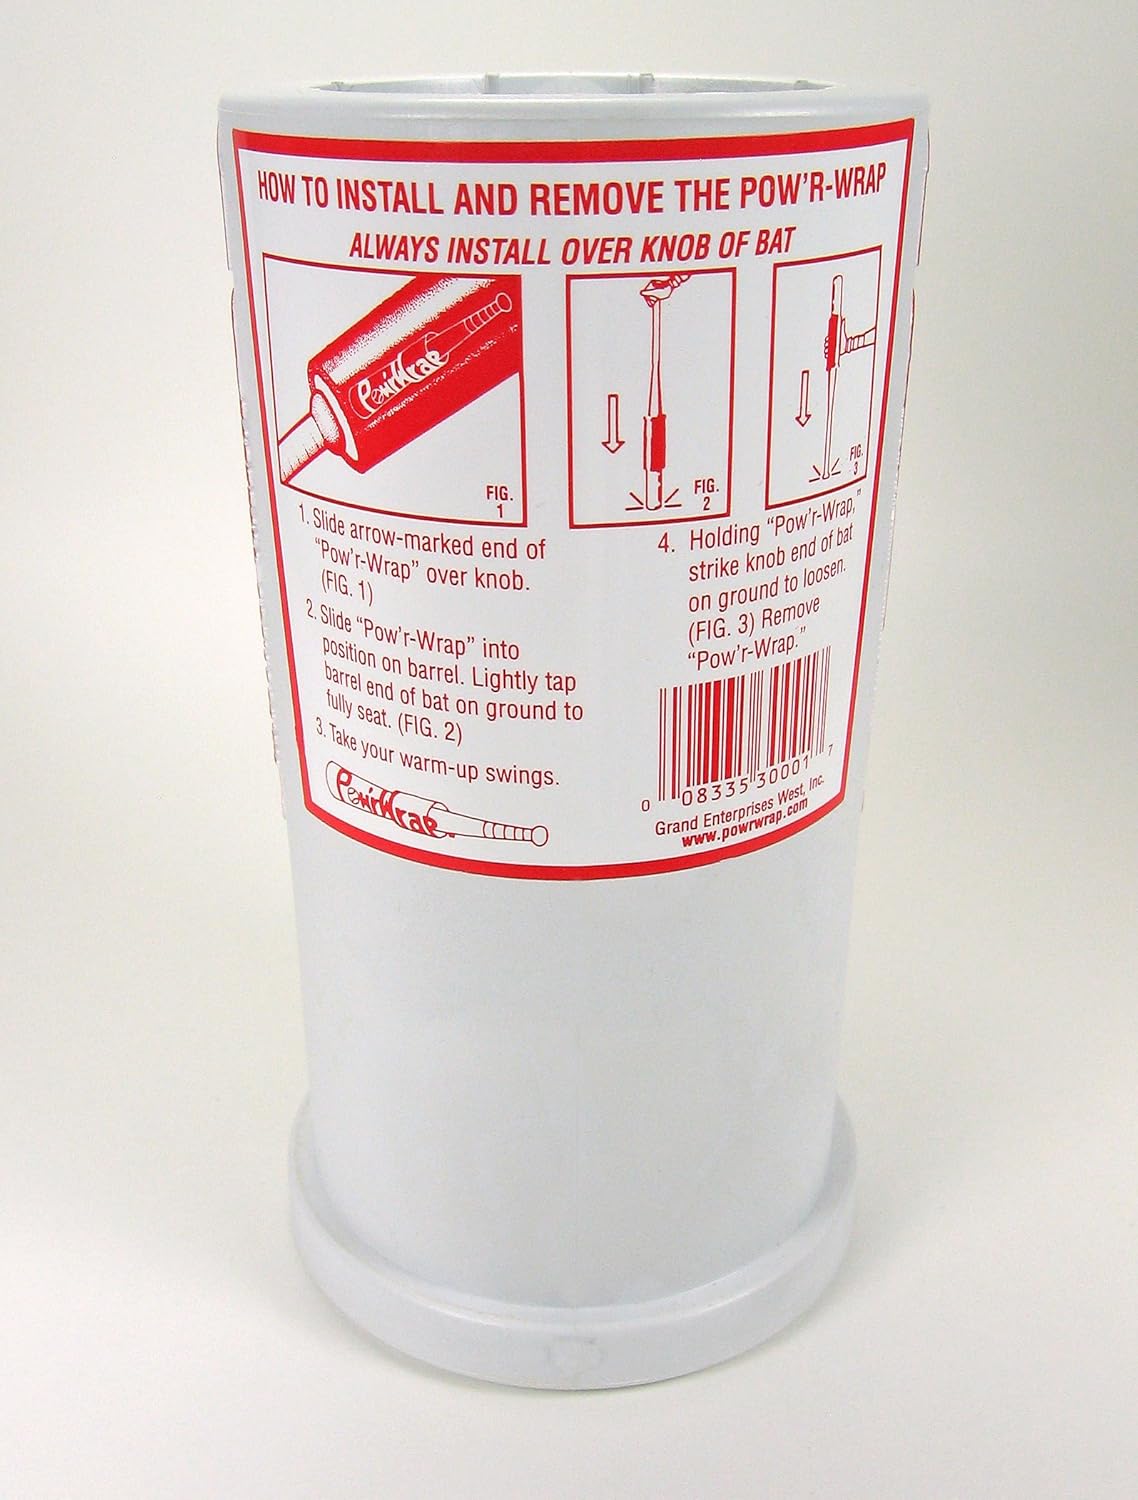 HOW TO INSTALL AND REMOVE THE POW'R-WRAP
ALWAYS INSTALL OVER KNOB OF BAT
Pow'rWrap
FIG.
1
FIG.
2
FIG.
3
1. Slide arrow-marked end of
"Pow'r-Wrap" over knob.
(FIG. 1)
2. Slide "Pow'r-Wrap" into
position on barrel. Lightly tap
barrel end of bat on ground to
fully seat. (FIG. 2)
3. Take your warm-up swings.
Pow'rWrap
4. Holding "Pow'r-Wrap,"
strike knob end of bat
on ground to loosen.
(FIG. 3) Remove
"Pow'r-Wrap."
0 08335 30001 7
Grand Enterprises West, Inc.
www.powrwrap.com